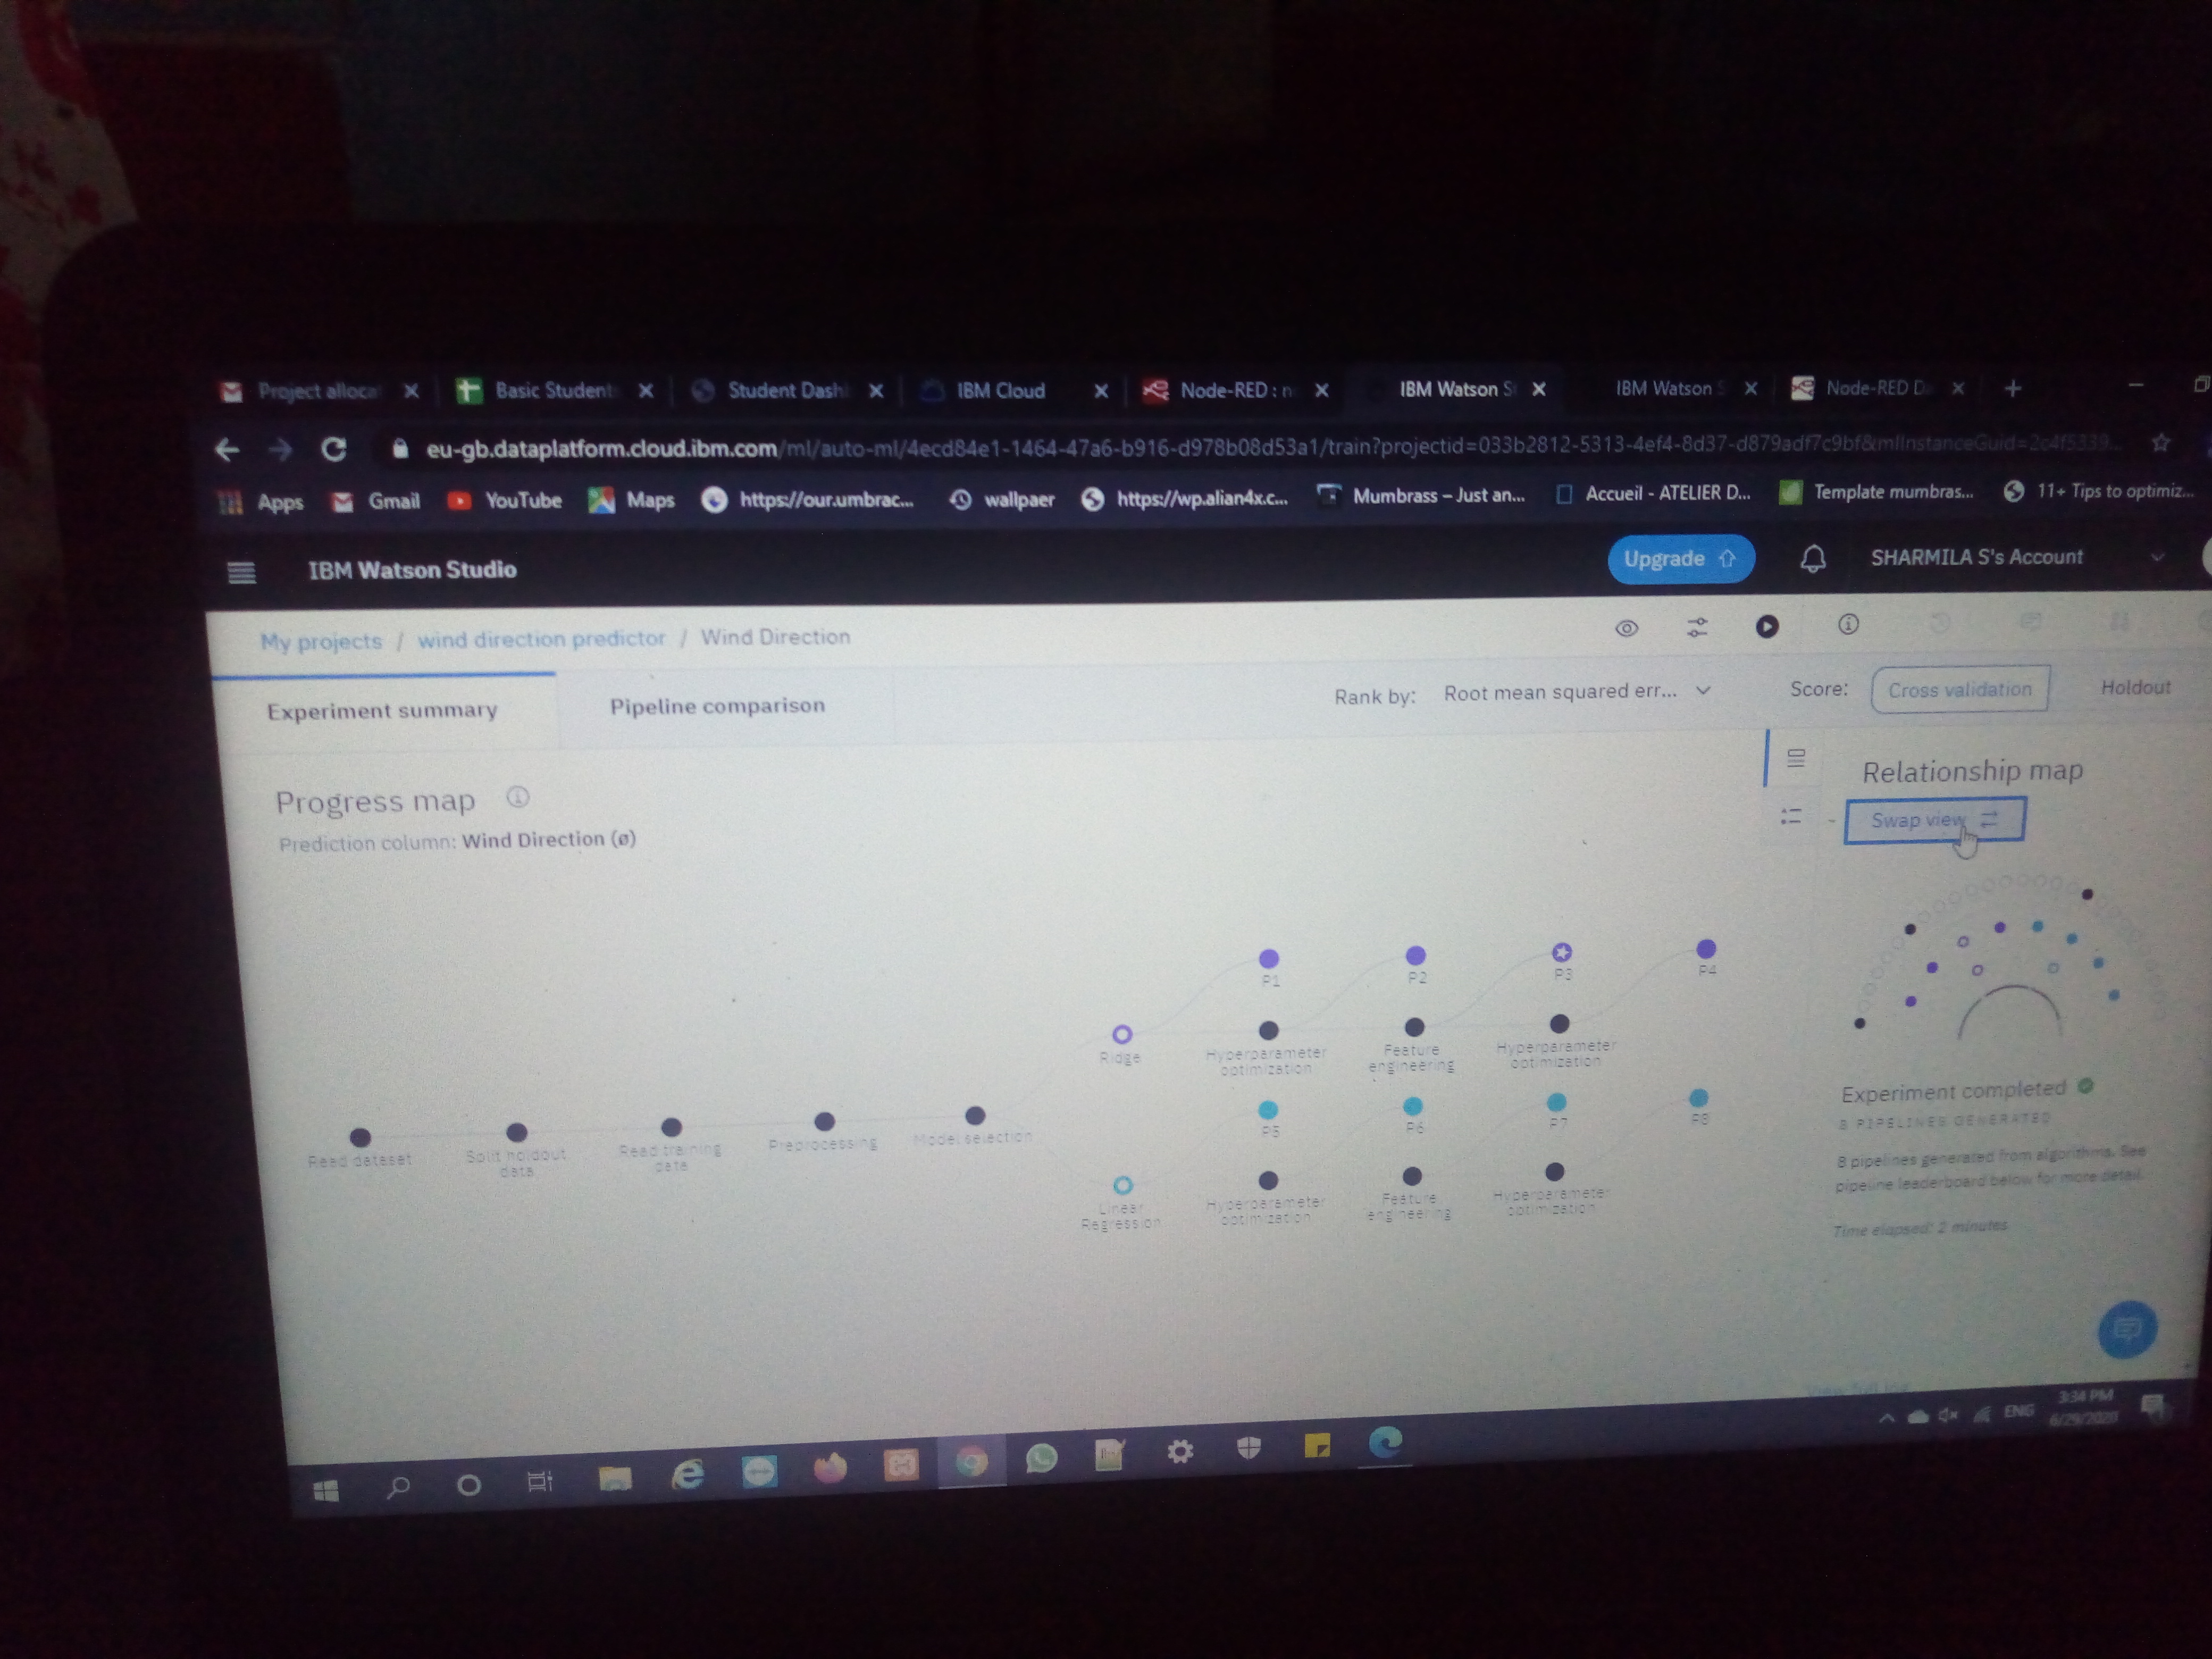 Project alloca Basic Student Student Dash IBM Cloud Node-RED : n IBM Watson S IBM Watson S Node-RED D
eu-gb.dataplatform.cloud.ibm.com/ml/auto-ml/4ecd84e1-1464-47a6-b916-d978b08d53a1/train?projectid=033b2812-5313-4ef4-8d37-d879adf7c9bf&mlInstanceGuid=2c4f5339...
Apps Gmail YouTube Maps https://our.umbrac... wallpaer https://wp.alian4x.c... Mumbrass – Just an... Accueil - ATELIER D... Template mumbras... 11+ Tips to optimiz...
IBM Watson Studio Upgrade SHARMILA S's Account
My projects / wind direction predictor / Wind Direction
Experiment summary Pipeline comparison Rank by: Root mean squared err... Score: Cross validation Holdout
Relationship map
Swap view
Progress map
Prediction column: Wind Direction (ø)
P1 P2 P3 P4
Ridge Hyperparameter optimization Feature engineering Hyperparameter optimization
Read dataset Split holdout data Read training data Preprocessing Model selection
P5 P6 P7 P8
Linear Regression Hyperparameter optimization Feature engineering Hyperparameter optimization
Experiment completed
8 PIPELINES GENERATED
8 pipelines generated from algorithms. See
pipeline leaderboard below for more detail.
Time elapsed: 2 minutes
ENG 3:34 PM
6/29/2020